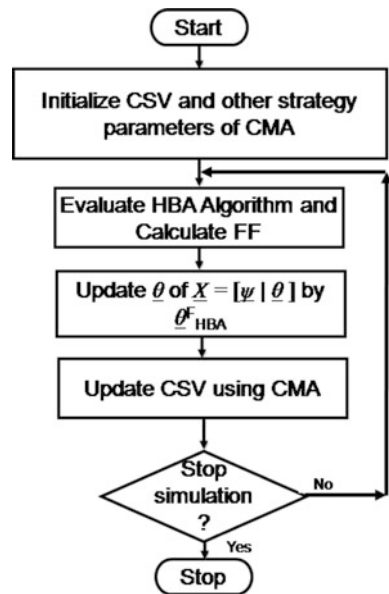 Start
Initialize CSV and other strategy
parameters of CMA
Evaluate HBA Algorithm and
Calculate FF
Update θ of X = [ψ | θ ] by
θᶠHBA
Update CSV using CMA
Stop
simulation
?
No
Yes
Stop